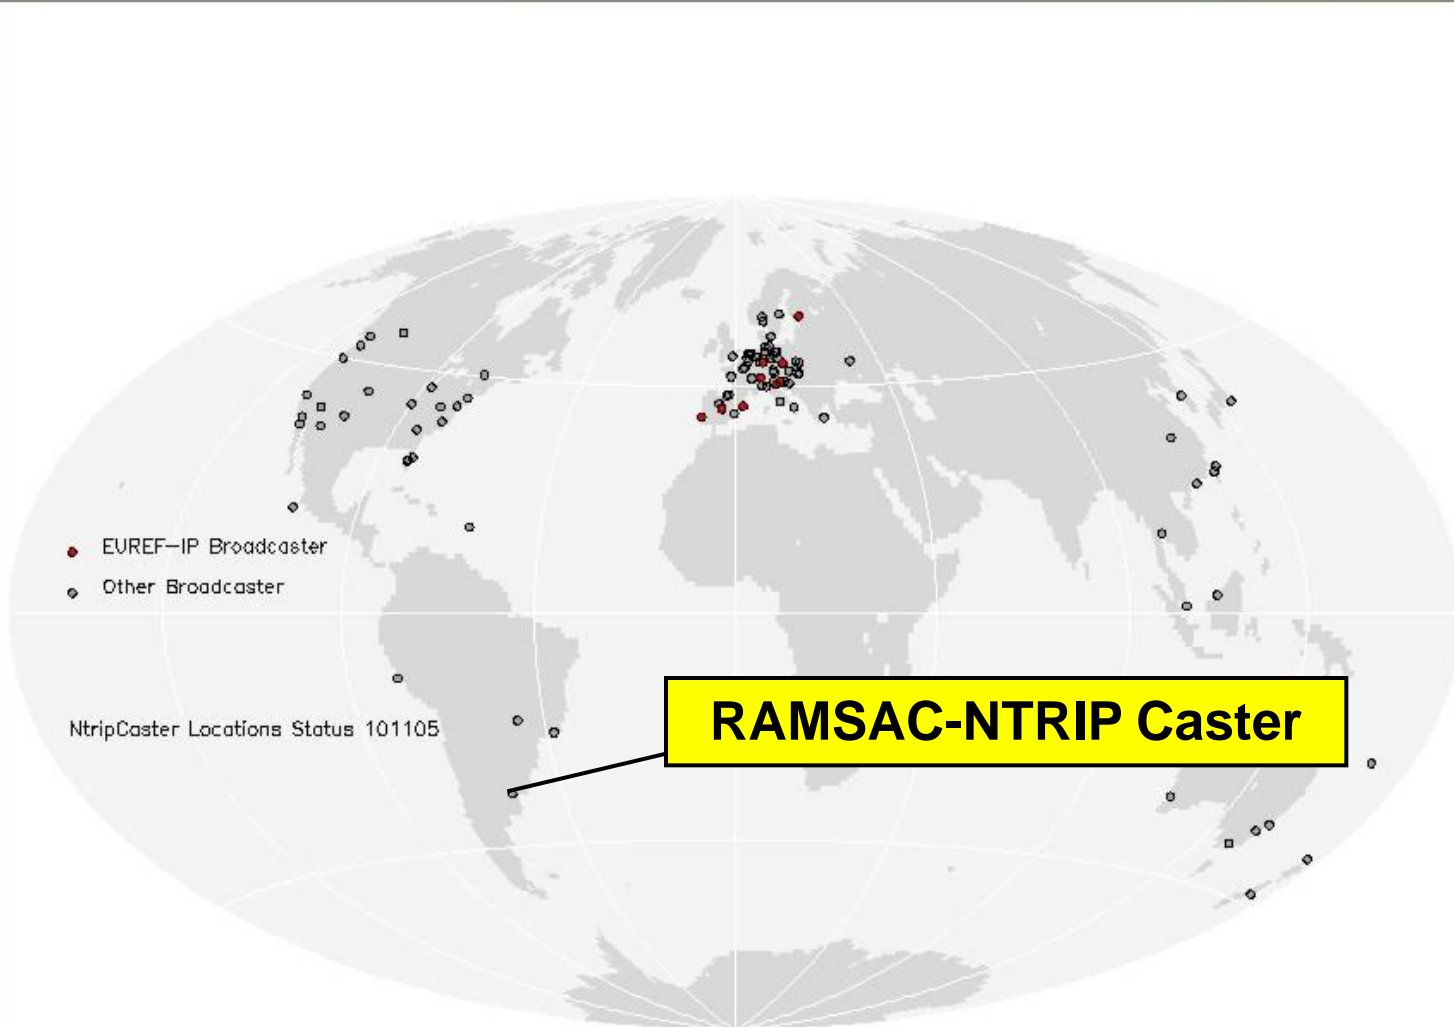 EUREF-IP Broadcaster
Other Broadcaster
RAMSAC-NTRIP Caster
NtripCaster Locations Status 101105